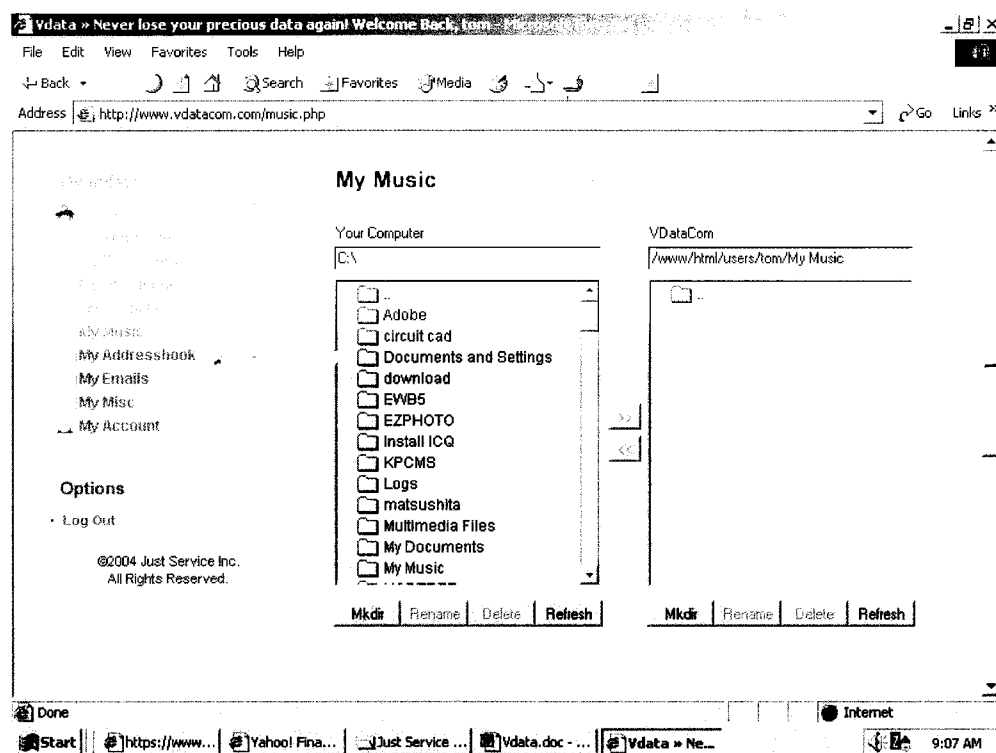 Vdata » Never lose your precious data again! Welcome Back, tom - Microsoft
File Edit View Favorites Tools Help
Back Search Favorites Media
Address http://www.vdatacom.com/music.php Go Links »
My Music
Your Computer
C:\
..
Adobe
circuit cad
Documents and Settings
download
EWB5
EZPHOTO
Install ICQ
KPCMS
Logs
matsushita
Multimedia Files
My Documents
My Music
Mkdir Rename Delete Refresh
>>
<<
VDataCom
/www/html/users/tom/My Music
..
Mkdir Rename Delete Refresh
My Music
My Addressbook
My Emails
My Misc
My Account
Options
• Log Out
©2004 Just Service Inc.
All Rights Reserved.
Done Internet
Start https://www... Yahoo! Fina... Just Service ... Vdata.doc - ... Vdata » Ne... 9:07 AM